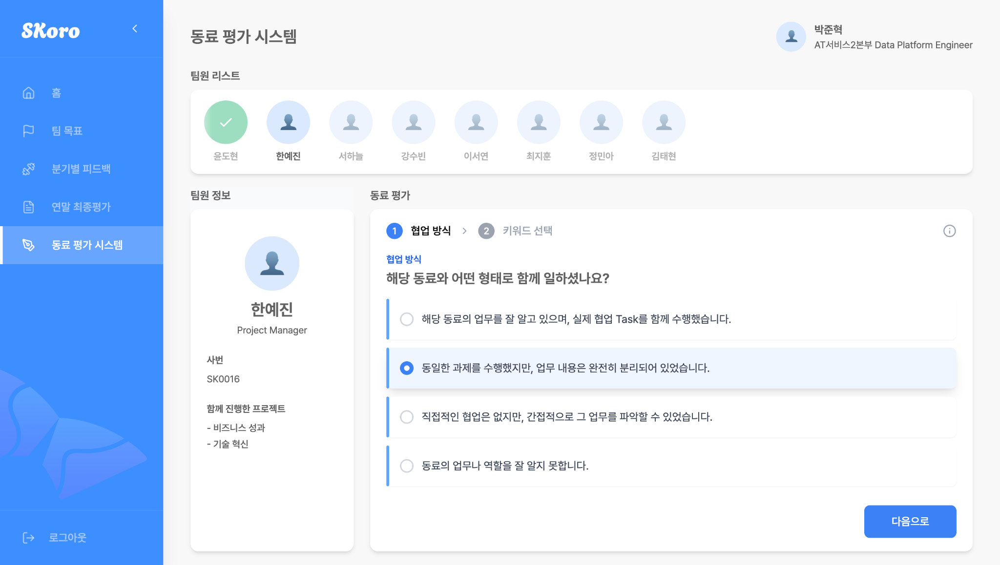 SKoro
홈
팀 목표
분기별 피드백
연말 최종평가
동료 평가 시스템
로그아웃
동료 평가 시스템
박준혁
AT서비스2본부 Data Platform Engineer
팀원 리스트
윤도현
한예진
서하늘
강수빈
이서연
최지훈
정민아
김태현
팀원 정보
한예진
Project Manager
사번
SK0016
함께 진행한 프로젝트
- 비즈니스 성과
- 기술 혁신
동료 평가
1 협업 방식 2 키워드 선택
협업 방식
해당 동료와 어떤 형태로 함께 일하셨나요?
해당 동료의 업무를 잘 알고 있으며, 실제 협업 Task를 함께 수행했습니다.
동일한 과제를 수행했지만, 업무 내용은 완전히 분리되어 있었습니다.
직접적인 협업은 없지만, 간접적으로 그 업무를 파악할 수 있었습니다.
동료의 업무나 역할을 잘 알지 못합니다.
다음으로